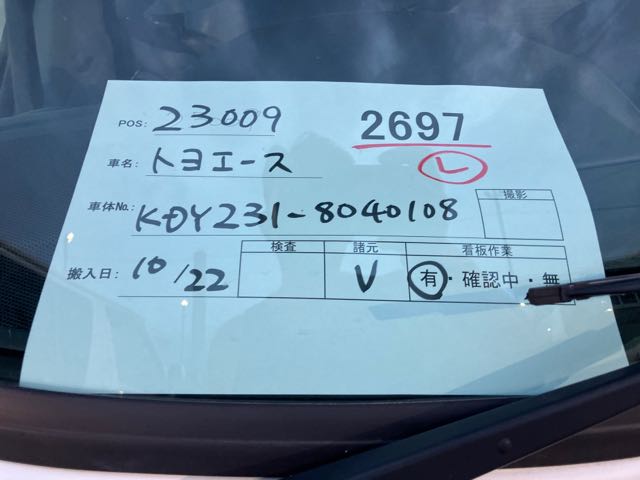 POS: 23009 2697
車名: トヨエース L
車体No.: KDY231-8040108 撮影
検査 諸元 看板作業
搬入日: 10/22 V 有・確認中・無